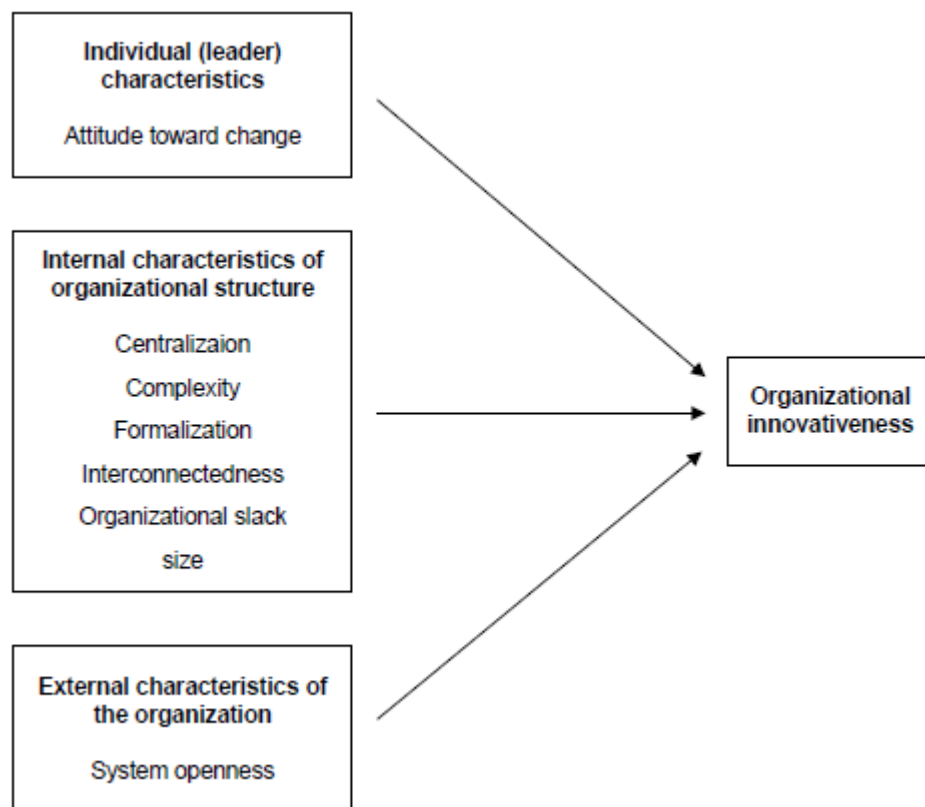 Individual (leader)
characteristics
Attitude toward change
Internal characteristics of
organizational structure
Centralizaion
Complexity
Formalization
Interconnectedness
Organizational slack
size
External characteristics of
the organization
System openness
Organizational
innovativeness